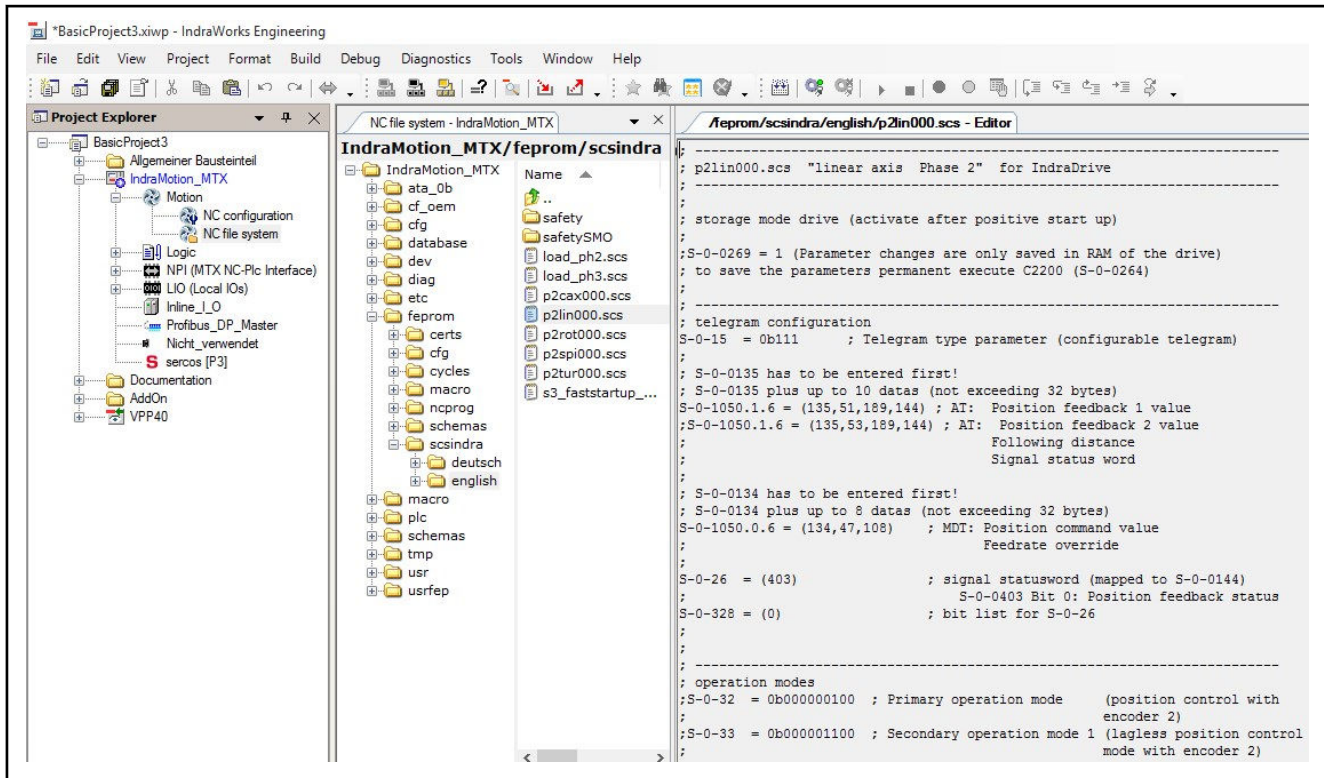 *BasicProject3.xiwp - IndraWorks Engineering
File Edit View Project Format Build Debug Diagnostics Tools Window Help
Project Explorer
BasicProject3
Allgemeiner Bausteinteil
IndraMotion_MTX
Motion
NC configuration
NC file system
Logic
NPI (MTX NC-Plc Interface)
LIO (Local IOs)
Inline_I_O
Profibus_DP_Master
Nicht_verwendet
sercos [P3]
Documentation
AddOn
VPP40
NC file system - IndraMotion_MTX
IndraMotion_MTX/feprom/scsindra
IndraMotion_MTX
ata_0b
cf_oem
cfg
database
dev
diag
etc
feprom
certs
cfg
cycles
macro
ncprog
schemas
scsindra
deutsch
english
macro
plc
schemas
tmp
usr
usrfep
Name
..
safety
safetySMO
load_ph2.scs
load_ph3.scs
p2cax000.scs
p2lin000.scs
p2rot000.scs
p2spi000.scs
p2tur000.scs
s3_faststartup_...
/feprom/scsindra/english/p2lin000.scs - Editor
; -------------------------------------------------------------------------
; p2lin000.scs "linear axis Phase 2" for IndraDrive
; -------------------------------------------------------------------------
;
; storage mode drive (activate after positive start up)
;
;S-0-0269 = 1 (Parameter changes are only saved in RAM of the drive)
; to save the parameters permanent execute C2200 (S-0-0264)
;
; -------------------------------------------------------------------------
; telegram configuration
S-0-15 = 0b111 ; Telegram type parameter (configurable telegram)
;
; S-0-0135 has to be entered first!
; S-0-0135 plus up to 10 datas (not exceeding 32 bytes)
S-0-1050.1.6 = (135,51,189,144) ; AT: Position feedback 1 value
;S-0-1050.1.6 = (135,53,189,144) ; AT: Position feedback 2 value
; Following distance
; Signal status word
;
; S-0-0134 has to be entered first!
; S-0-0134 plus up to 8 datas (not exceeding 32 bytes)
S-0-1050.0.6 = (134,47,108) ; MDT: Position command value
; Feedrate override
;
S-0-26 = (403) ; signal statusword (mapped to S-0-0144)
; S-0-0403 Bit 0: Position feedback status
S-0-328 = (0) ; bit list for S-0-26
;
;
; -------------------------------------------------------------------------
; operation modes
;S-0-32 = 0b000000100 ; Primary operation mode (position control with
; encoder 2)
;S-0-33 = 0b000001100 ; Secondary operation mode 1 (lagless position control
; mode with encoder 2)